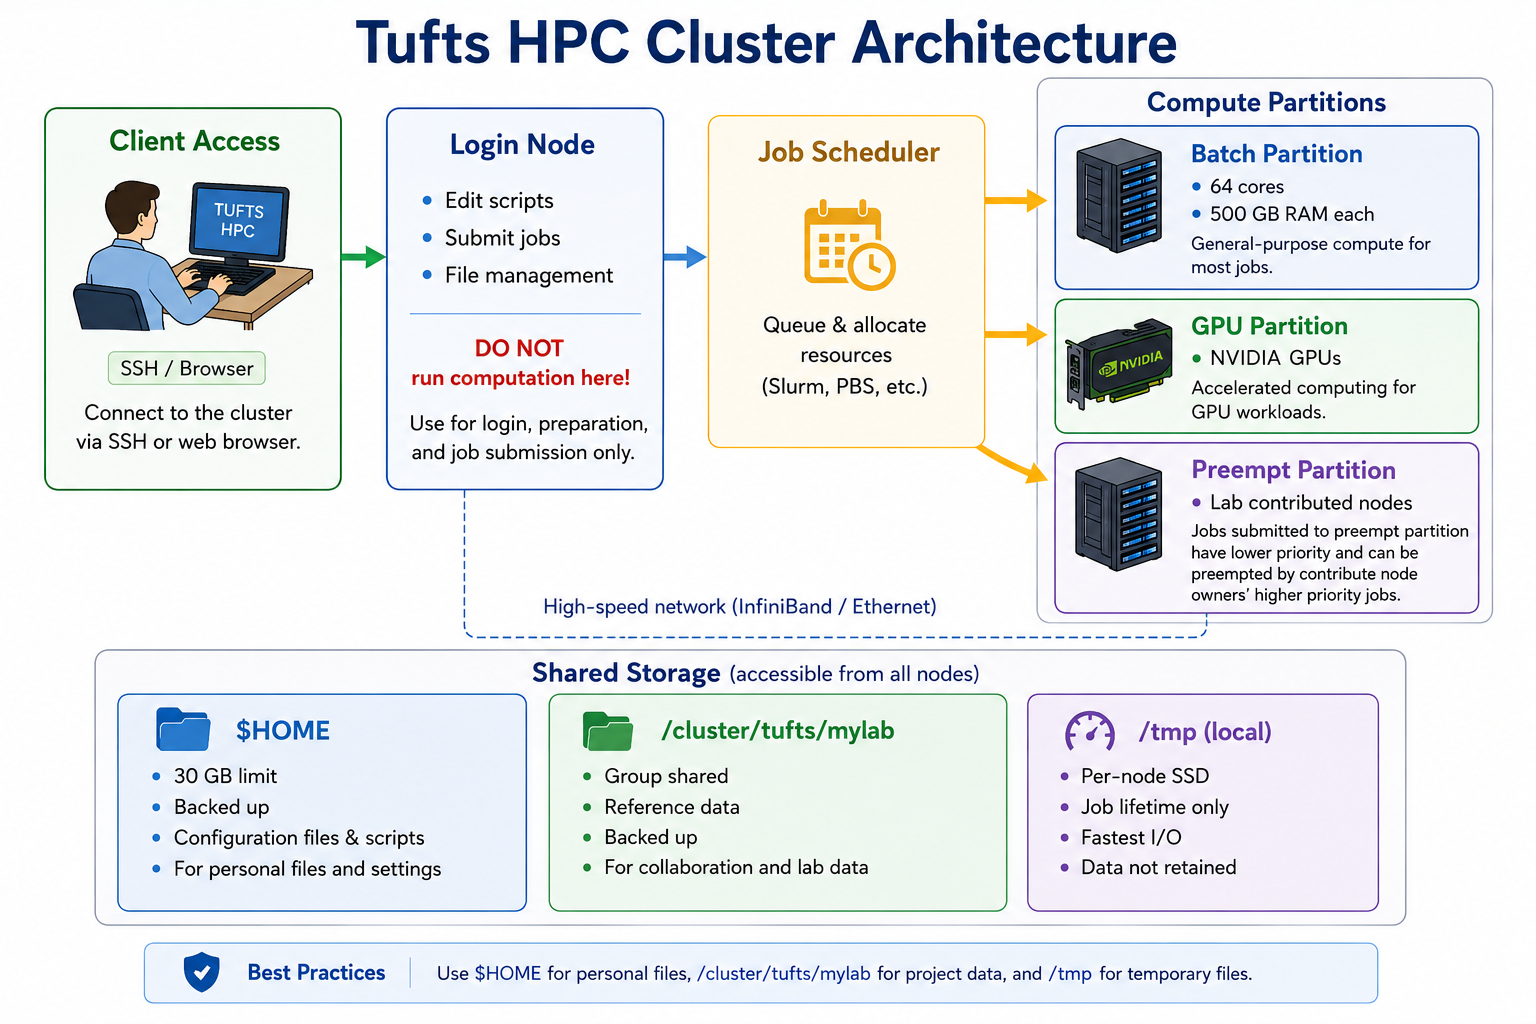 Tufts HPC Cluster Architecture
Client Access
TUFTS
HPC
SSH / Browser
Connect to the cluster
via SSH or web browser.
Login Node
• Edit scripts
• Submit jobs
• File management
DO NOT
run computation here!
Use for login, preparation,
and job submission only.
Job Scheduler
Queue & allocate
resources
(Slurm, PBS, etc.)
Compute Partitions
Batch Partition
• 64 cores
• 500 GB RAM each
General-purpose compute for
most jobs.
NVIDIA
GPU Partition
• NVIDIA GPUs
Accelerated computing for
GPU workloads.
Preempt Partition
• Lab contributed nodes
Jobs submitted to preempt partition
have lower priority and can be
preempted by contribute node
owners' higher priority jobs.
High-speed network (InfiniBand / Ethernet)
Shared Storage (accessible from all nodes)
$HOME
• 30 GB limit
• Backed up
• Configuration files & scripts
• For personal files and settings
/cluster/tufts/mylab
• Group shared
• Reference data
• Backed up
• For collaboration and lab data
/tmp (local)
• Per-node SSD
• Job lifetime only
• Fastest I/O
• Data not retained
Best Practices
Use $HOME for personal files, /cluster/tufts/mylab for project data, and /tmp for temporary files.